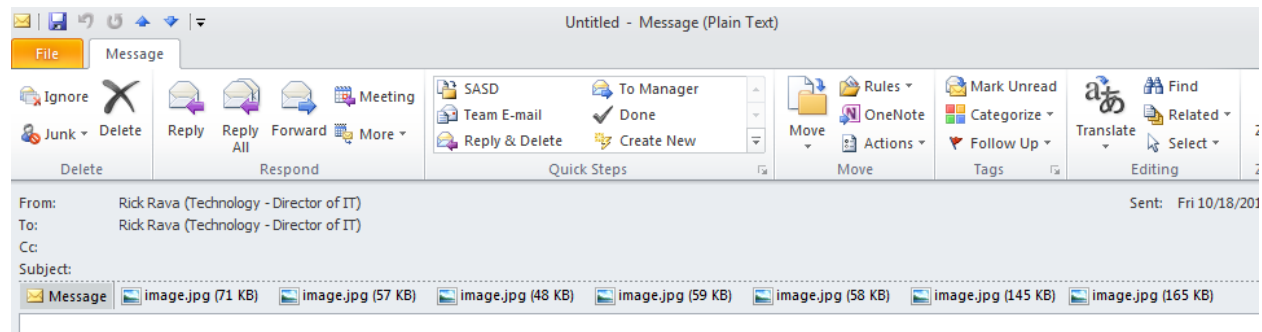 Untitled - Message (Plain Text)
File Message
Ignore Meeting SASD To Manager Rules Mark Unread Find
Team E-mail Done OneNote Categorize Related
Junk Delete Reply Reply All Forward More Move Translate
Reply & Delete Create New Actions Follow Up Select
Delete Respond Quick Steps Move Tags Editing
From: Rick Rava (Technology - Director of IT) Sent: Fri 10/18/201
To: Rick Rava (Technology - Director of IT)
Cc:
Subject:
Message image.jpg (71 KB) image.jpg (57 KB) image.jpg (48 KB) image.jpg (59 KB) image.jpg (58 KB) image.jpg (145 KB) image.jpg (165 KB)